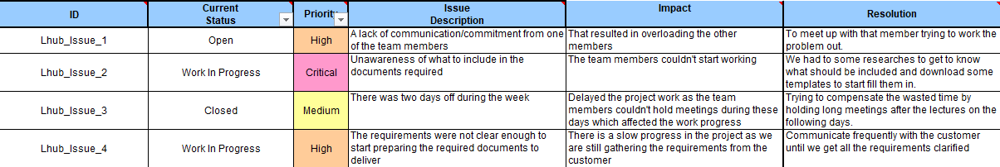 ID
Current
Status
Priority
Issue
Description
Impact
Resolution
Lhub_Issue_1
Open
High
A lack of communication/commitment from one
of the team members
That resulted in overloading the other
members
To meet up with that member trying to work the
problem out.
Lhub_Issue_2
Work In Progress
Critical
Unawareness of what to include in the
documents required
The team members couldn't start working
We had to some researches to get to know
what should be included and download some
templates to start fill them in.
Lhub_Issue_3
Closed
Medium
There was two days off during the week
Delayed the project work as the team
members couldn't hold meetings during these
days which affected the work progress
Trying to compensate the wasted time by
holding long meetings after the lectures on the
following days.
Lhub_Issue_4
Work In Progress
High
The requirements were not clear enough to
start preparing the required documents to
deliver
There is a slow progress in the project as we
are still gathering the requirements from the
customer
Communicate frequently with the customer
until we get all the requirements clarified